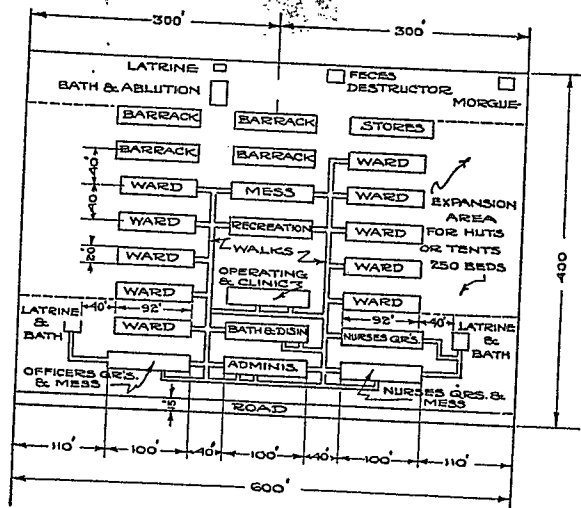 300'
300'
LATRINE
BATH & ABLUTION
FECES
DESTRUCTOR
MORGUE
BARRACK
BARRACK
STORES
BARRACK
BARRACK
WARD
40'
40'
WARD
MESS
WARD
EXPANSION
AREA
FOR HUTS
OR TENTS
250 BEDS
400
WARD
RECREATION
WARD
WALKS
20'
WARD
WARD
OPERATING
& CLINIC
WARD
WARD
40'
92'
92'
40'
LATRINE
&
BATH
WARD
BATH & DISIN
NURSES QRS.
LATRINE
&
BATH
OFFICERS QR'S.
& MESS
ADMINIS.
NURSES QRS. &
MESS
15'
ROAD
110'
100'
40'
100'
40'
100'
110'
600'